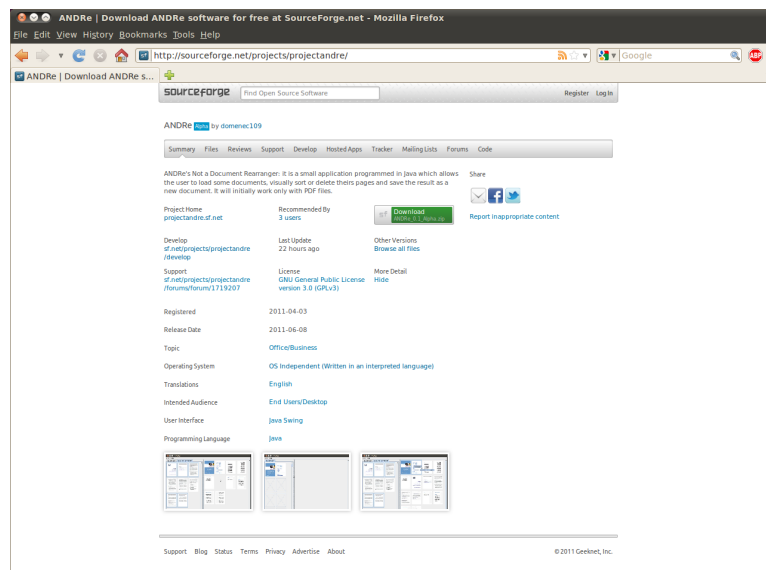 ANDRe | Download ANDRe software for free at SourceForge.net - Mozilla Firefox
File Edit View History Bookmarks Tools Help
http://sourceforge.net/projects/projectandre/
Google
ABP
ANDRe | Download ANDRe s...
sourceforge
Find Open Source Software
Register Log In
ANDRe Alpha by domenec109
Summary Files Reviews Support Develop Hosted Apps Tracker Mailing Lists Forums Code
ANDRe's Not a Document Rearranger: it is a small application programmed in Java which allows
the user to load some documents, visually sort or delete theirs pages and save the result as a
new document. It will initially work only with PDF files.
Share
Project Home
projectandre.sf.net
Recommended By
3 users
Download
ANDRe_0.1_Alpha.zip
Report inappropriate content
Develop
sf.net/projects/projectandre
/develop
Last Update
22 hours ago
Other Versions
Browse all files
Support
sf.net/projects/projectandre
/forums/forum/1719207
License
GNU General Public License
version 3.0 (GPLv3)
More Detail
Hide
Registered 2011-04-03
Release Date 2011-06-08
Topic Office/Business
Operating System OS Independent (Written in an interpreted language)
Translations English
Intended Audience End Users/Desktop
User Interface Java Swing
Programming Language Java
Support Blog Status Terms Privacy Advertise About
© 2011 Geeknet, Inc.